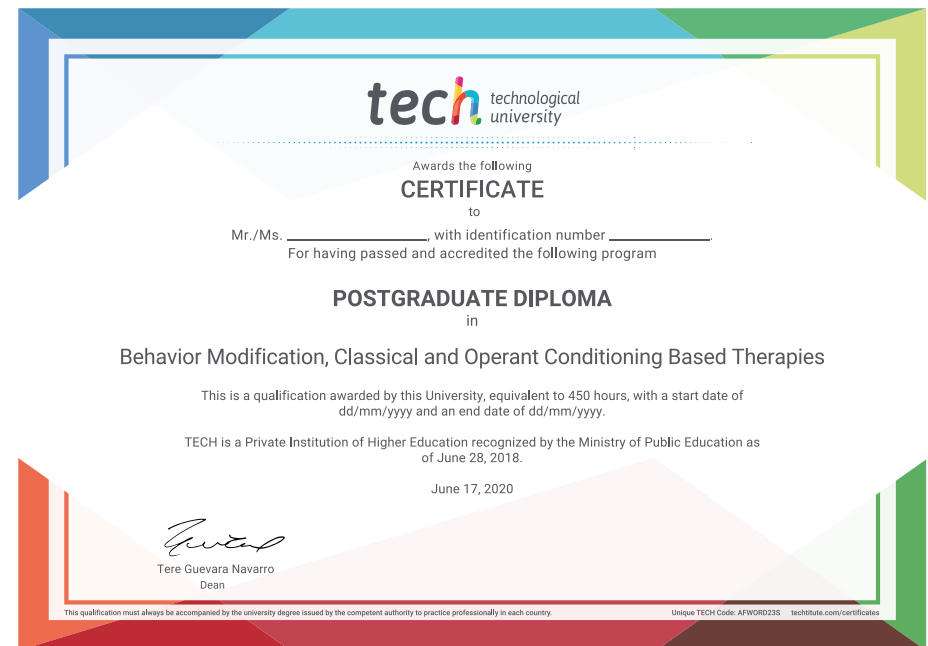 tech technological
university
Awards the following
CERTIFICATE
to
Mr./Ms. ____________, with identification number ____________.
For having passed and accredited the following program
POSTGRADUATE DIPLOMA
in
Behavior Modification, Classical and Operant Conditioning Based Therapies
This is a qualification awarded by this University, equivalent to 450 hours, with a start date of
dd/mm/yyyy and an end date of dd/mm/yyyy.
TECH is a Private Institution of Higher Education recognized by the Ministry of Public Education as
of June 28, 2018.
June 17, 2020
Tere Guevara Navarro
Dean
This qualification must always be accompanied by the university degree issued by the competent authority to practice professionally in each country. Unique TECH Code: AFWORD23S techtitute.com/certificates